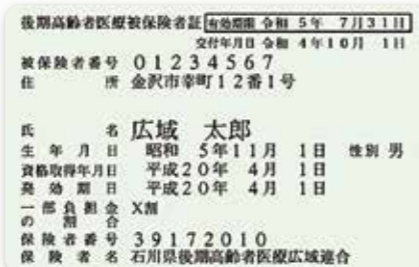 後期高齢者医療被保険者証 有効期限 令和 5年 7月31日
交付年月日 令和 4年10月 1日
被保険者番号 01234567
住所 金沢市幸町12番1号
氏名 広域 太郎
生年月日 昭和 5年11月 1日 性別 男
資格取得年月日 平成20年 4月 1日
発効期日 平成20年 4月 1日
一部負担金の割合 X割
保険者番号 39172010
保険者名 石川県後期高齢者医療広域連合